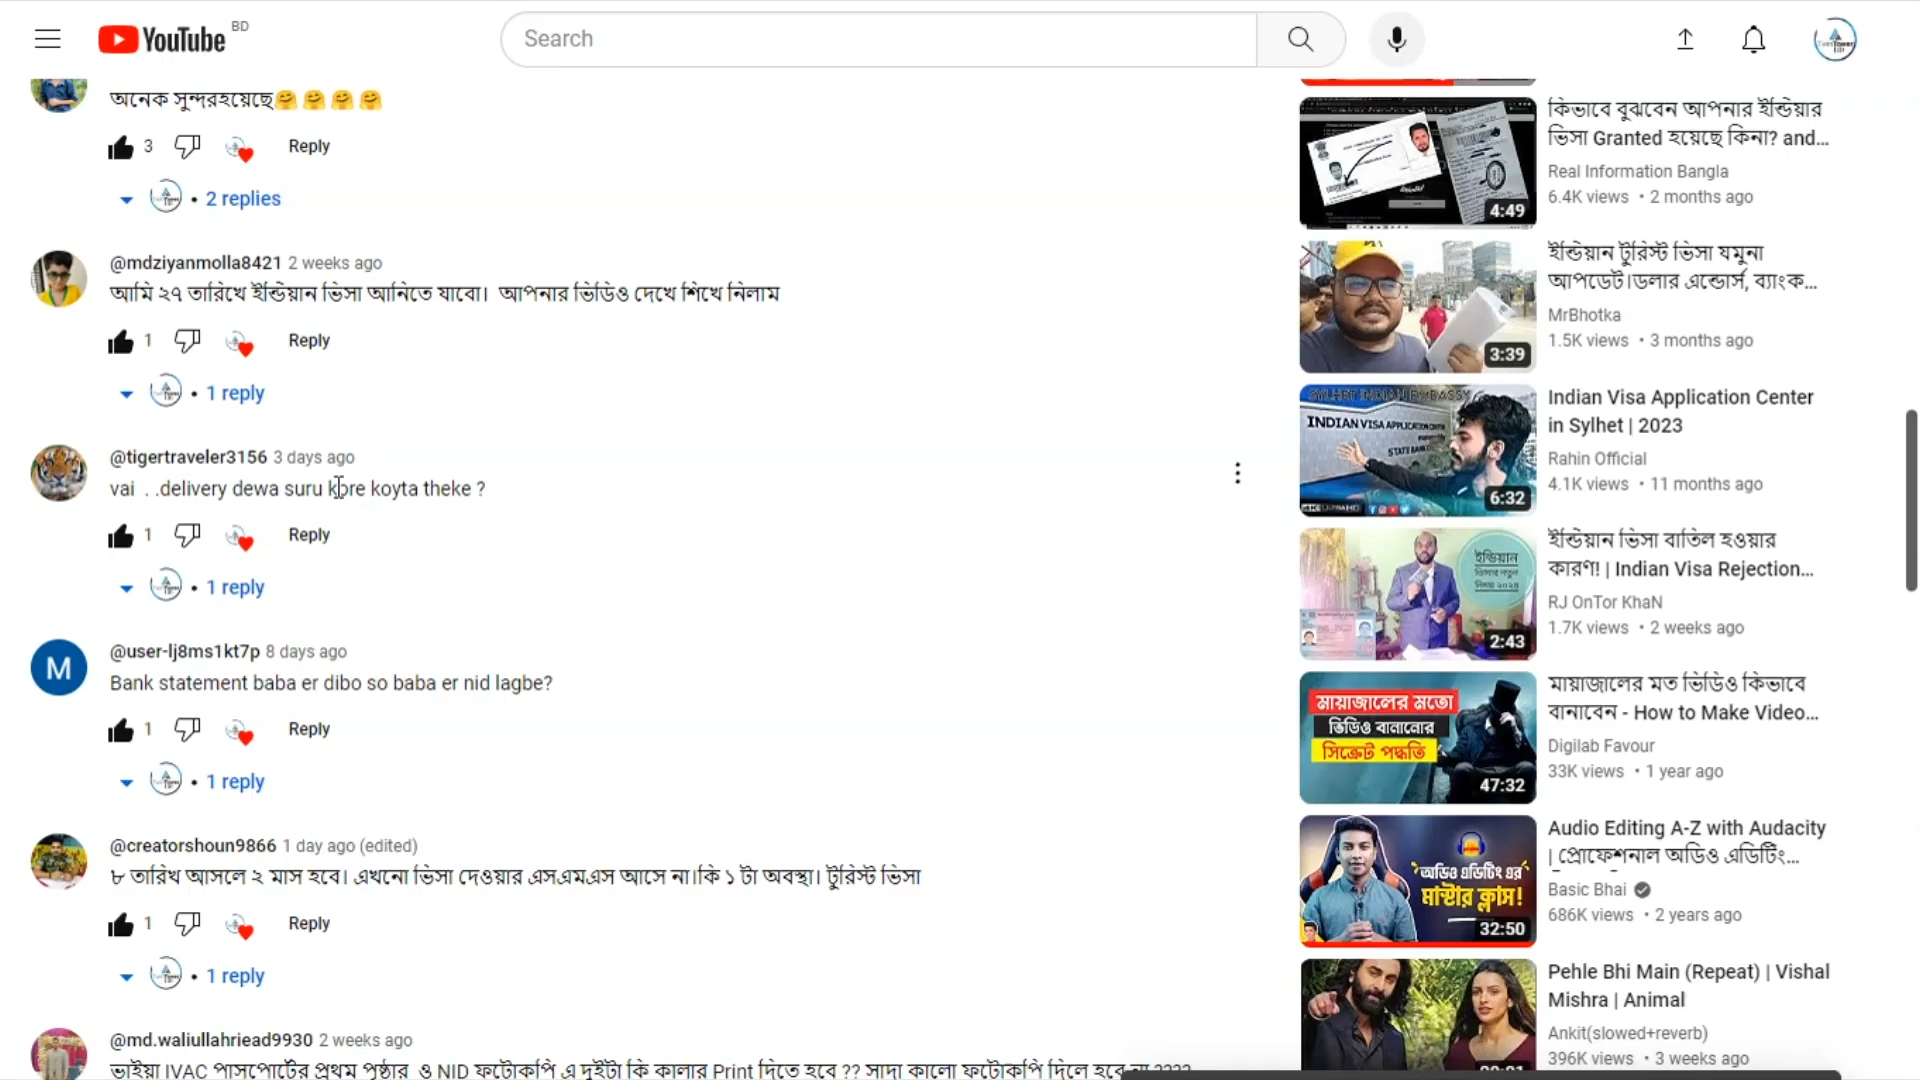 YouTube BD
Search
অনেক সুন্দরহয়েছে🤗🤗🤗🤗
3 Reply
• 2 replies
@mdziyanmolla8421 2 weeks ago
আমি ২৭ তারিখে ইন্ডিয়ান ভিসা আনিতে যাবো। আপনার ভিডিও দেখে শিখে নিলাম
1 Reply
• 1 reply
@tigertraveler3156 3 days ago
vai . .delivery dewa suru kore koyta theke ?
1 Reply
• 1 reply
M
@user-lj8ms1kt7p 8 days ago
Bank statement baba er dibo so baba er nid lagbe?
1 Reply
• 1 reply
@creatorshoun9866 1 day ago (edited)
৮ তারিখ আসলে ২ মাস হবে। এখনো ভিসা দেওয়ার এসএমএস আসে না।কি ১ টা অবস্থা। টুরিস্ট ভিসা
1 Reply
• 1 reply
@md.waliullahriead9930 2 weeks ago
ভাইয়া IVAC পাসপোর্টের প্রথম পৃষ্ঠার ও NID ফটোকপি এ দুইটা কি কালার Print দিতে হবে ?? সাদা কালো ফটোকপি দিলে হবে না ????
4:49
কিভাবে বুঝবেন আপনার ইন্ডিয়ার
ভিসা Granted হয়েছে কিনা? and...
Real Information Bangla
6.4K views • 2 months ago
3:39
ইন্ডিয়ান টুরিস্ট ভিসা যমুনা
আপডেট।ডলার এন্ডোর্স, ব্যাংক...
MrBhotka
1.5K views • 3 months ago
SYLHET INDIAN EMBASSY
INDIAN VISA APPLICATION CENTER
STATE BANK
6:32
Indian Visa Application Center
in Sylhet | 2023
Rahin Official
4.1K views • 11 months ago
ইন্ডিয়ান
ভিসার নতুন
নিয়ম ২০২৪
2:43
ইন্ডিয়ান ভিসা বাতিল হওয়ার
কারণ! | Indian Visa Rejection...
RJ OnTor KhaN
1.7K views • 2 weeks ago
মায়াজালের মতো
ভিডিও বানানোর
সিক্রেট পদ্ধতি
47:32
মায়াজালের মত ভিডিও কিভাবে
বানাবেন - How to Make Video...
Digilab Favour
33K views • 1 year ago
অডিও এডিটিং এর
মাস্টার ক্লাস!
32:50
Audio Editing A-Z with Audacity
| প্রোফেশনাল অডিও এডিটিং...
Basic Bhai
686K views • 2 years ago
Pehle Bhi Main (Repeat) | Vishal
Mishra | Animal
Ankit(slowed+reverb)
396K views • 3 weeks ago